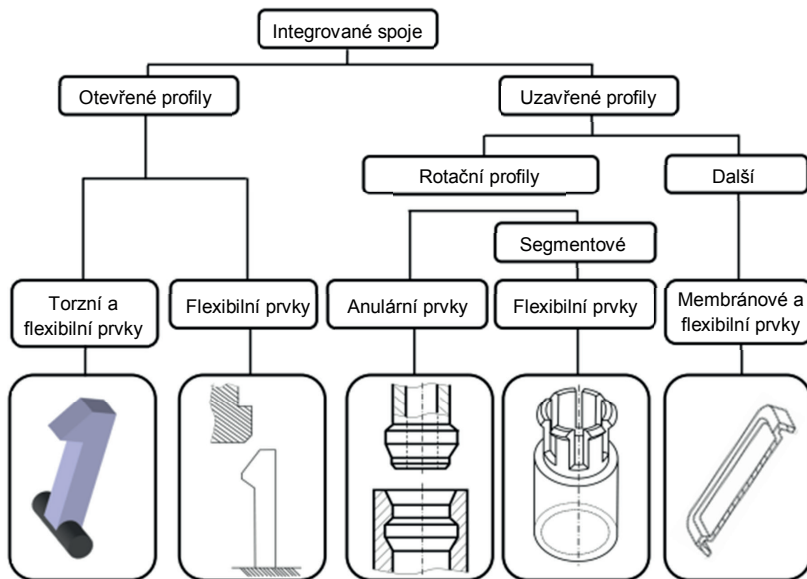 Integrované spoje
Otevřené profily
Uzavřené profily
Rotační profily
Další
Segmentové
Torzní a
flexibilní prvky
Flexibilní prvky
Anulární prvky
Flexibilní prvky
Membránové a
flexibilní prvky